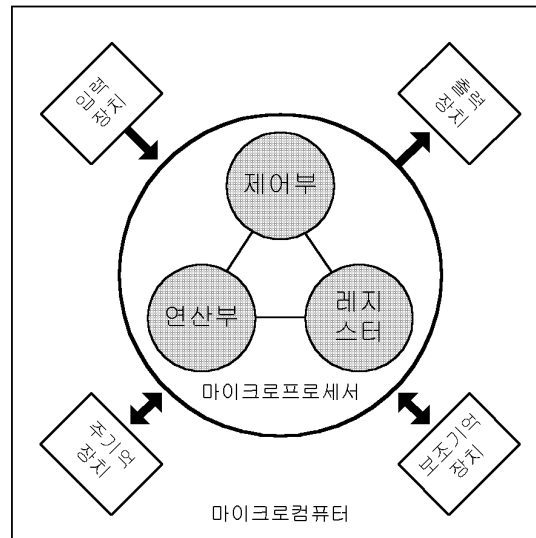 입력
장치
출력
장치
제어부
연산부
레지
스터
마이크로프로세서
주기억
장치
보조기억
장치
마이크로컴퓨터